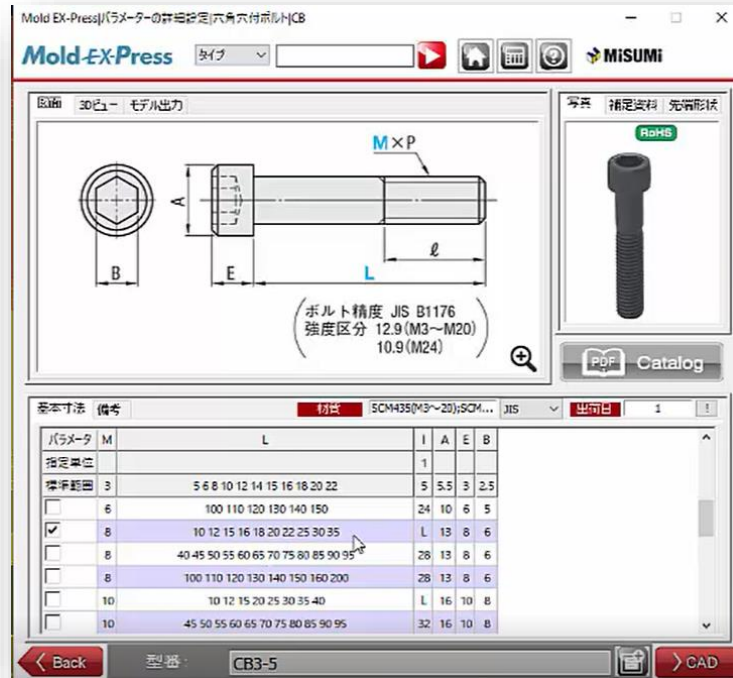 Mold EX-Press|パラメーターの詳細設定|六角穴付ボルト|CB
Mold EX-Press タイプ MiSUMi
図面 3Dビュー モデル出力
写真 補足資料 先端形状
RoHS
M×P
A
B
E
L
ℓ
ボルト精度 JIS B1176
強度区分 12.9(M3～M20)
10.9(M24)
PDF Catalog
基本寸法 備考 材質 SCM435(M3～20);SCM... JIS 出荷日 1 !
パラメータ M L l A E B
指定単位 1
標準範囲 3 5 6 8 10 12 14 15 16 18 20 22 5 5.5 3 2.5
6 100 110 120 130 140 150 24 10 6 5
8 10 12 15 16 18 20 22 25 30 35 L 13 8 6
8 40 45 50 55 60 65 70 75 80 85 90 95 28 13 8 6
8 100 110 120 130 140 150 160 200 28 13 8 6
10 10 12 15 20 25 30 35 40 L 16 10 8
10 45 50 55 60 65 70 75 80 85 90 95 32 16 10 8
Back 型番: CB3-5 CAD